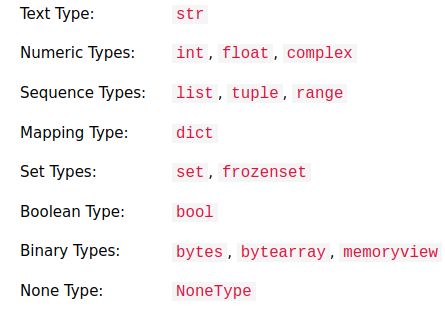 Text Type: str
Numeric Types: int, float, complex
Sequence Types: list, tuple, range
Mapping Type: dict
Set Types: set, frozenset
Boolean Type: bool
Binary Types: bytes, bytearray, memoryview
None Type: NoneType